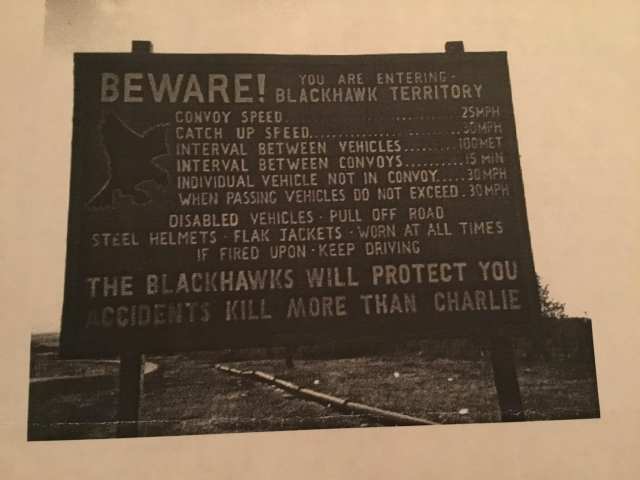 BEWARE! YOU ARE ENTERING-
BLACKHAWK TERRITORY
CONVOY SPEED.................25MPH
CATCH UP SPEED.................30MPH
INTERVAL BETWEEN VEHICLES.........100MET
INTERVAL BETWEEN CONVOYS.........15 MIN
INDIVIDUAL VEHICLE NOT IN CONVOY.....30MPH
WHEN PASSING VEHICLES DO NOT EXCEED..30MPH
DISABLED VEHICLES · PULL OFF ROAD
STEEL HELMETS · FLAK JACKETS · WORN AT ALL TIMES
IF FIRED UPON · KEEP DRIVING
THE BLACKHAWKS WILL PROTECT YOU
ACCIDENTS KILL MORE THAN CHARLIE